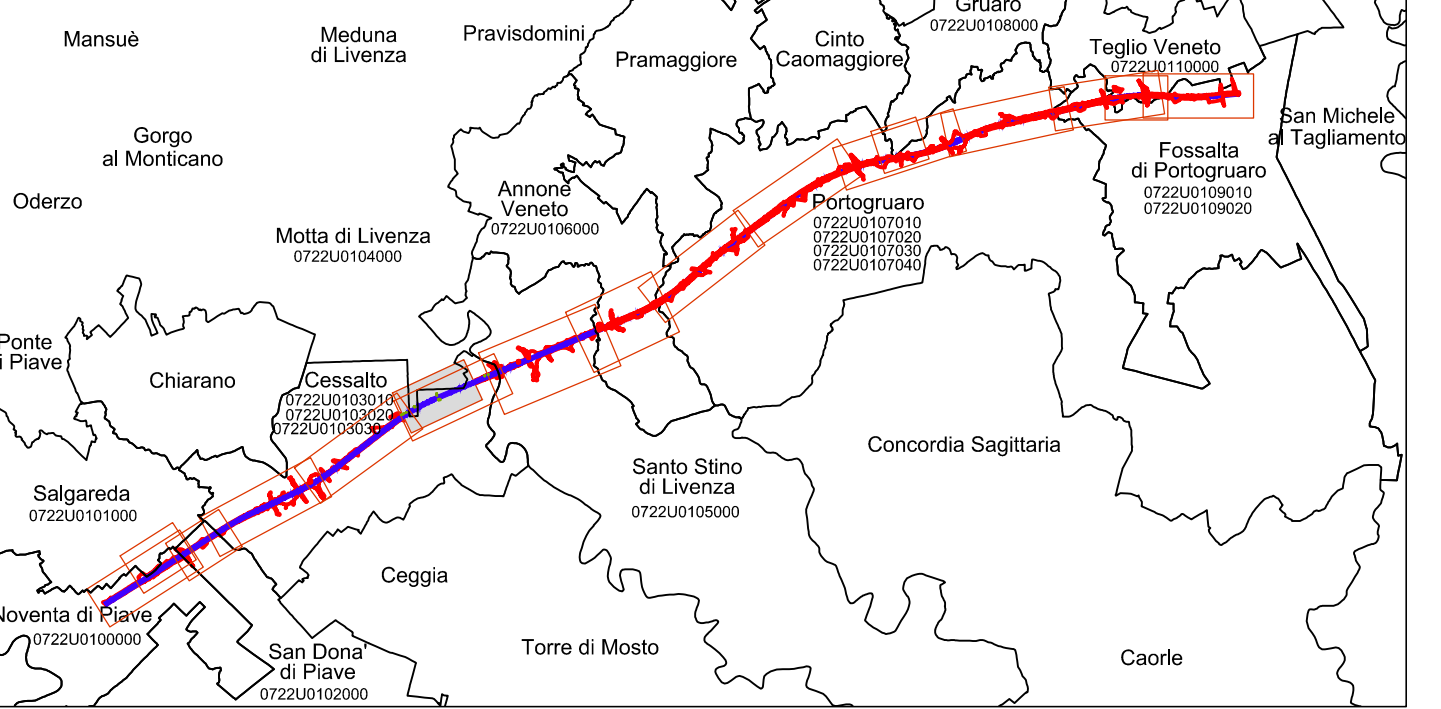 Gruaro
0722U0108000
Mansuè
Meduna
di Livenza
Pravisdomini
Pramaggiore
Cinto
Caomaggiore
Teglio Veneto
0722U0110000
San Michele
al Tagliamento
Gorgo
al Monticano
Fossalta
di Portogruaro
0722U0109010
0722U0109020
Oderzo
Annone
Veneto
0722U0106000
Portogruaro
0722U0107010
0722U0107020
0722U0107030
0722U0107040
Motta di Livenza
0722U0104000
Ponte
i Piave
Chiarano
Cessalto
0722U0103010
0722U0103020
0722U0103030
Concordia Sagittaria
Santo Stino
di Livenza
0722U0105000
Salgareda
0722U0101000
Ceggia
Noventa di Piave
0722U0100000
San Dona'
di Piave
0722U0102000
Torre di Mosto
Caorle